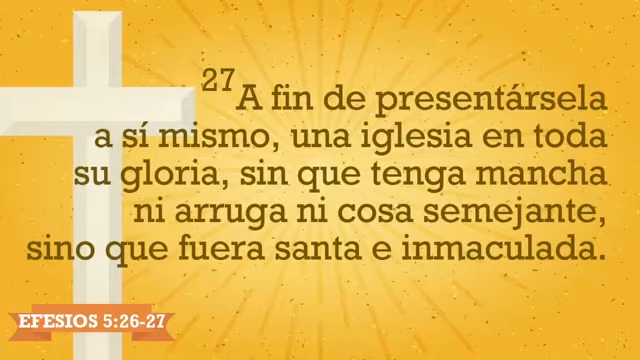 27A fin de presentársela
a sí mismo, una iglesia en toda
su gloria, sin que tenga mancha
ni arruga ni cosa semejante,
sino que fuera santa e inmaculada.
EFESIOS 5:26-27